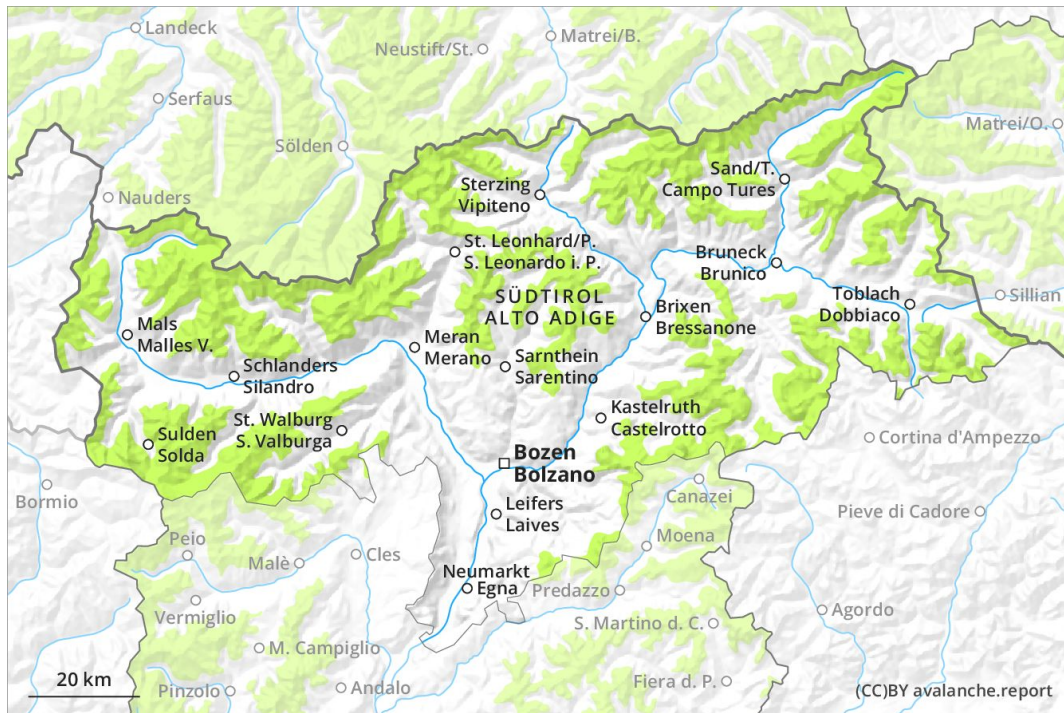 Landeck
Neustift/St.
Matrei/B.
Serfaus
Sölden
Matrei/O.
Nauders
Sterzing
Vipiteno
Sand/T.
Campo Tures
St. Leonhard/P.
S. Leonardo i. P.
Bruneck
Brunico
SÜDTIROL
ALTO ADIGE
Toblach
Dobbiaco
Sillian
Mals
Malles V.
Meran
Merano
Brixen
Bressanone
Schlanders
Silandro
Sarnthein
Sarentino
St. Walburg
S. Valburga
Kastelruth
Castelrotto
Sulden
Solda
Cortina d'Ampezzo
Bozen
Bolzano
Bormio
Canazei
Leifers
Laives
Pieve di Cadore
Peio
Malè
Cles
Moena
Neumarkt
Egna
Predazzo
Vermiglio
Agordo
S. Martino d. C.
M. Campiglio
20 km
Pinzolo
Andalo
Fiera d. P.
(CC)BY avalanche.report